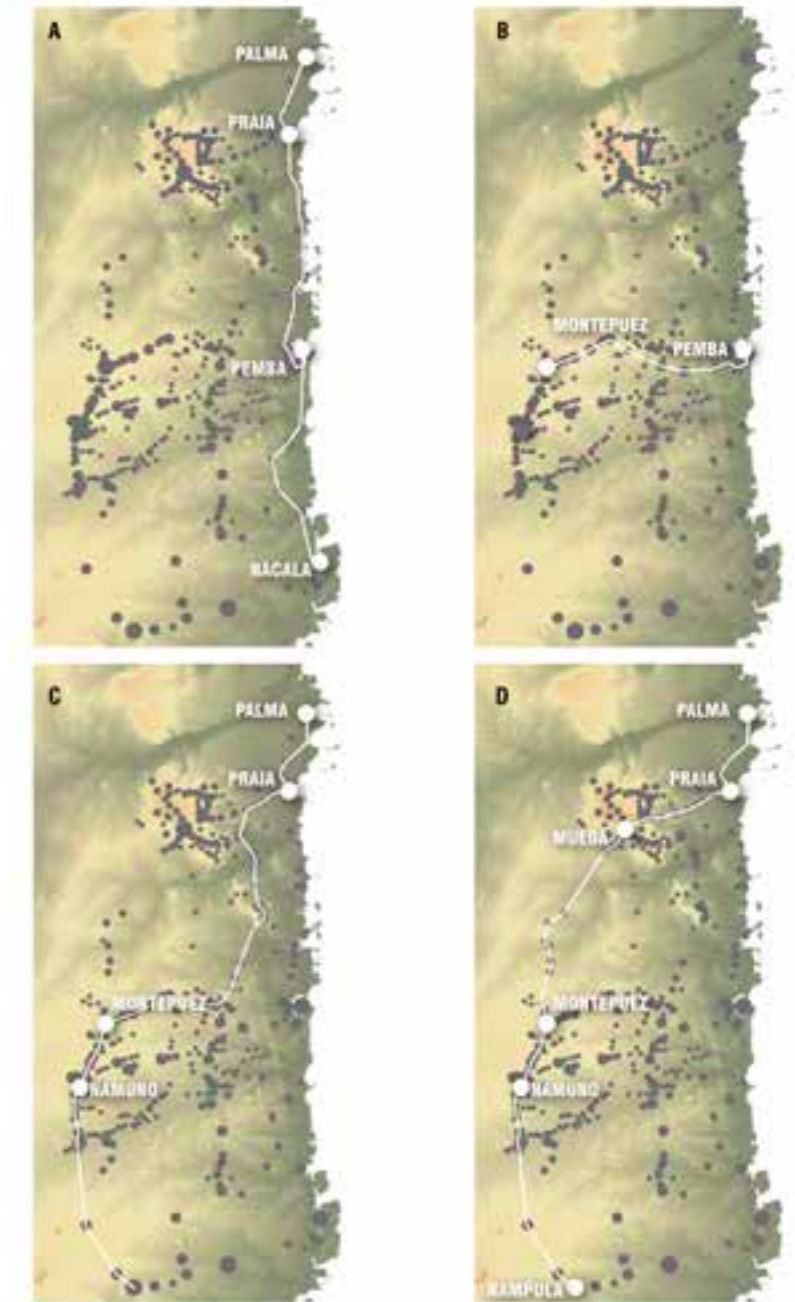 A
PALMA
PRAIA
PEMBA
NACALA
B
MONTEPUEZ
PEMBA
C
PALMA
PRAIA
MONTEPUEZ
NAMUNO
D
PALMA
PRAIA
MUEDA
MONTEPUEZ
NAMUNO
NAMPULA